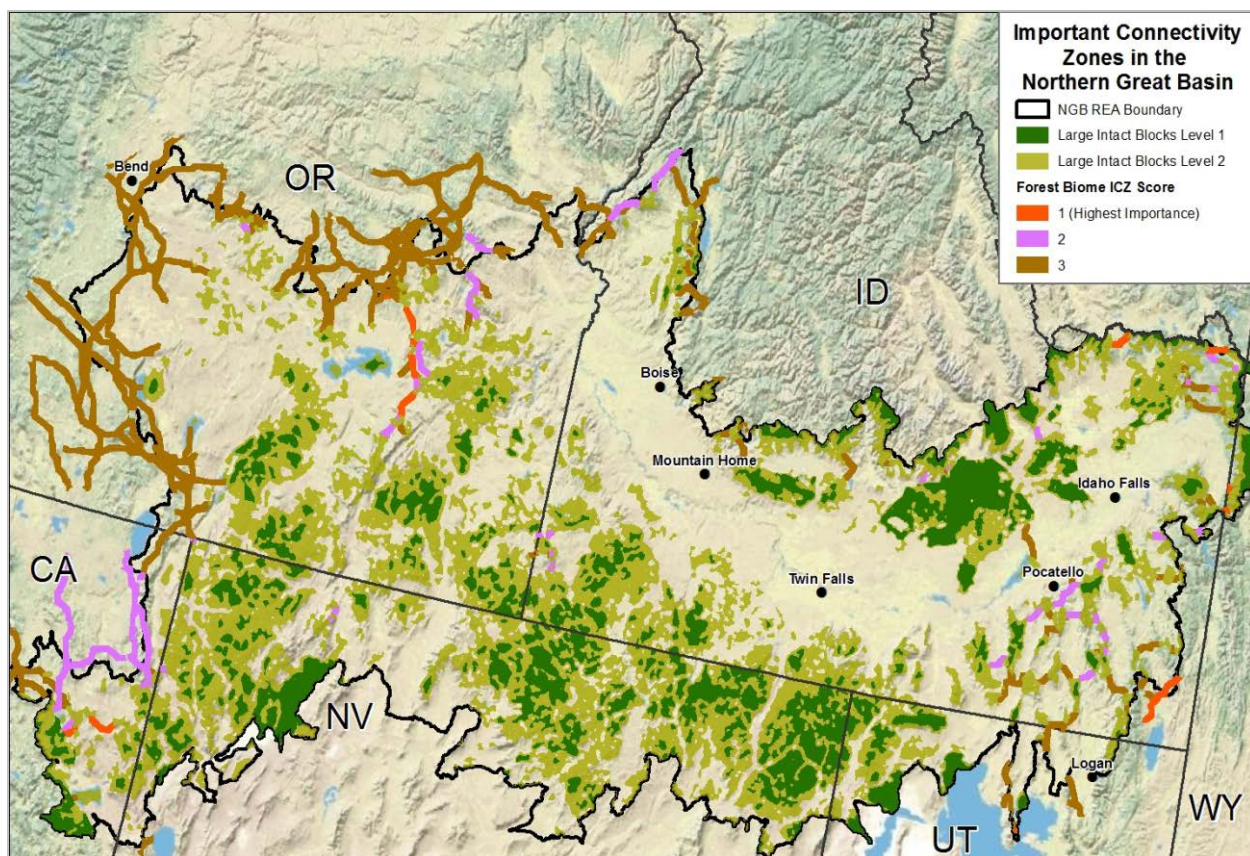 Important Connectivity
Zones in the
Northern Great Basin
NGB REA Boundary
Large Intact Blocks Level 1
Large Intact Blocks Level 2
Forest Biome ICZ Score
1 (Highest Importance)
2
3
Bend
OR
ID
Boise
Mountain Home
Idaho Falls
CA
Twin Falls
Pocatello
NV
Logan
WY
UT